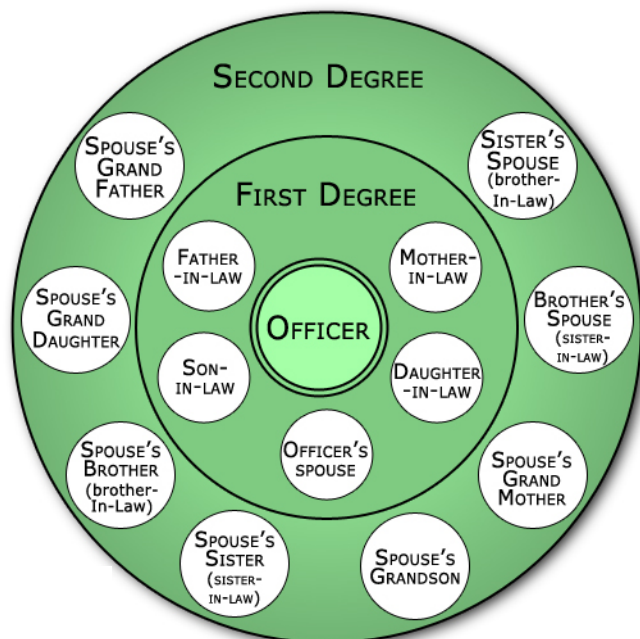 SECOND DEGREE
SPOUSE'S
GRAND
FATHER
SISTER'S
SPOUSE
(brother-
In-Law)
FIRST DEGREE
FATHER
-IN-LAW
MOTHER-
IN-LAW
SPOUSE'S
GRAND
DAUGHTER
OFFICER
BROTHER'S
SPOUSE
(SISTER-
IN-LAW)
SON-
IN-LAW
DAUGHTER
-IN-LAW
OFFICER'S
SPOUSE
SPOUSE'S
BROTHER
(brother-
In-Law)
SPOUSE'S
GRAND
MOTHER
SPOUSE'S
SISTER
(SISTER-
IN-LAW)
SPOUSE'S
GRANDSON